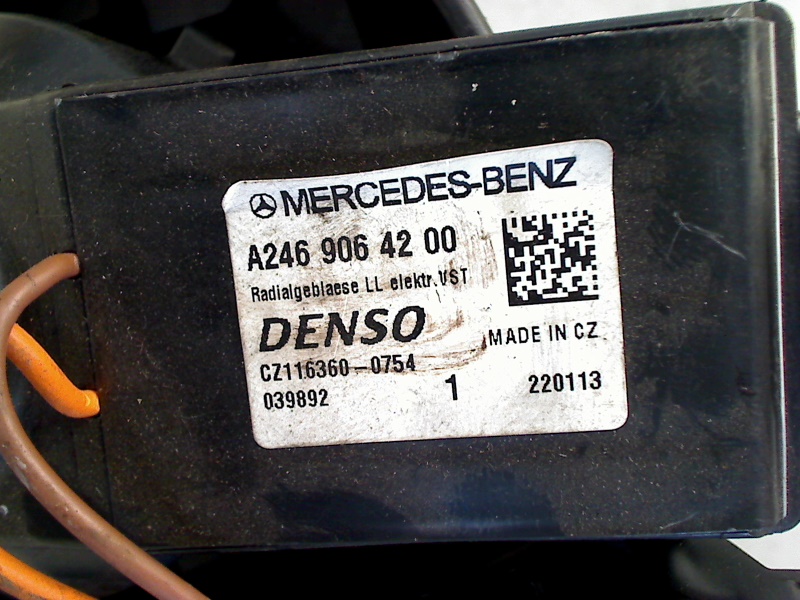 MERCEDES-BENZ
A246 906 42 00
Radialgeblaese LL elektr.VST
DENSO
MADE IN CZ
CZ116360-0754
039892 1 220113